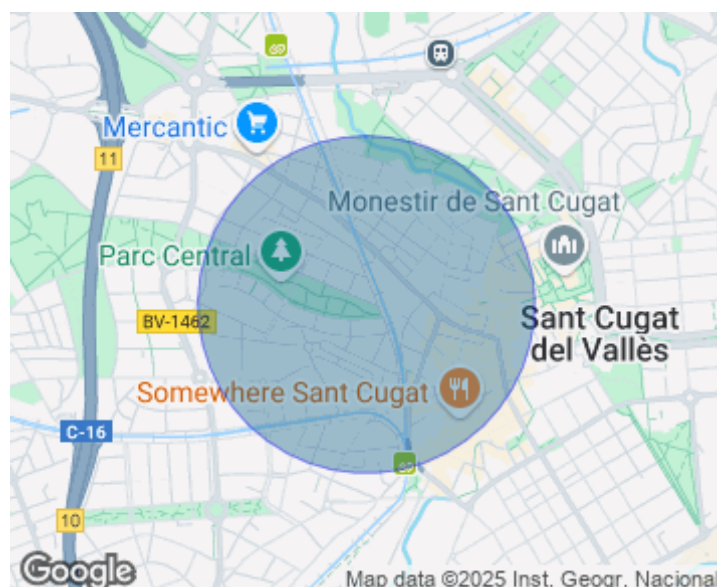 Mercantic
11
Monestir de Sant Cugat
Parc Central
BV-1462
Sant Cugat
del Vallès
Somewhere Sant Cugat
C-16
10
Google
Map data ©2025 Inst. Geogr. Nacional